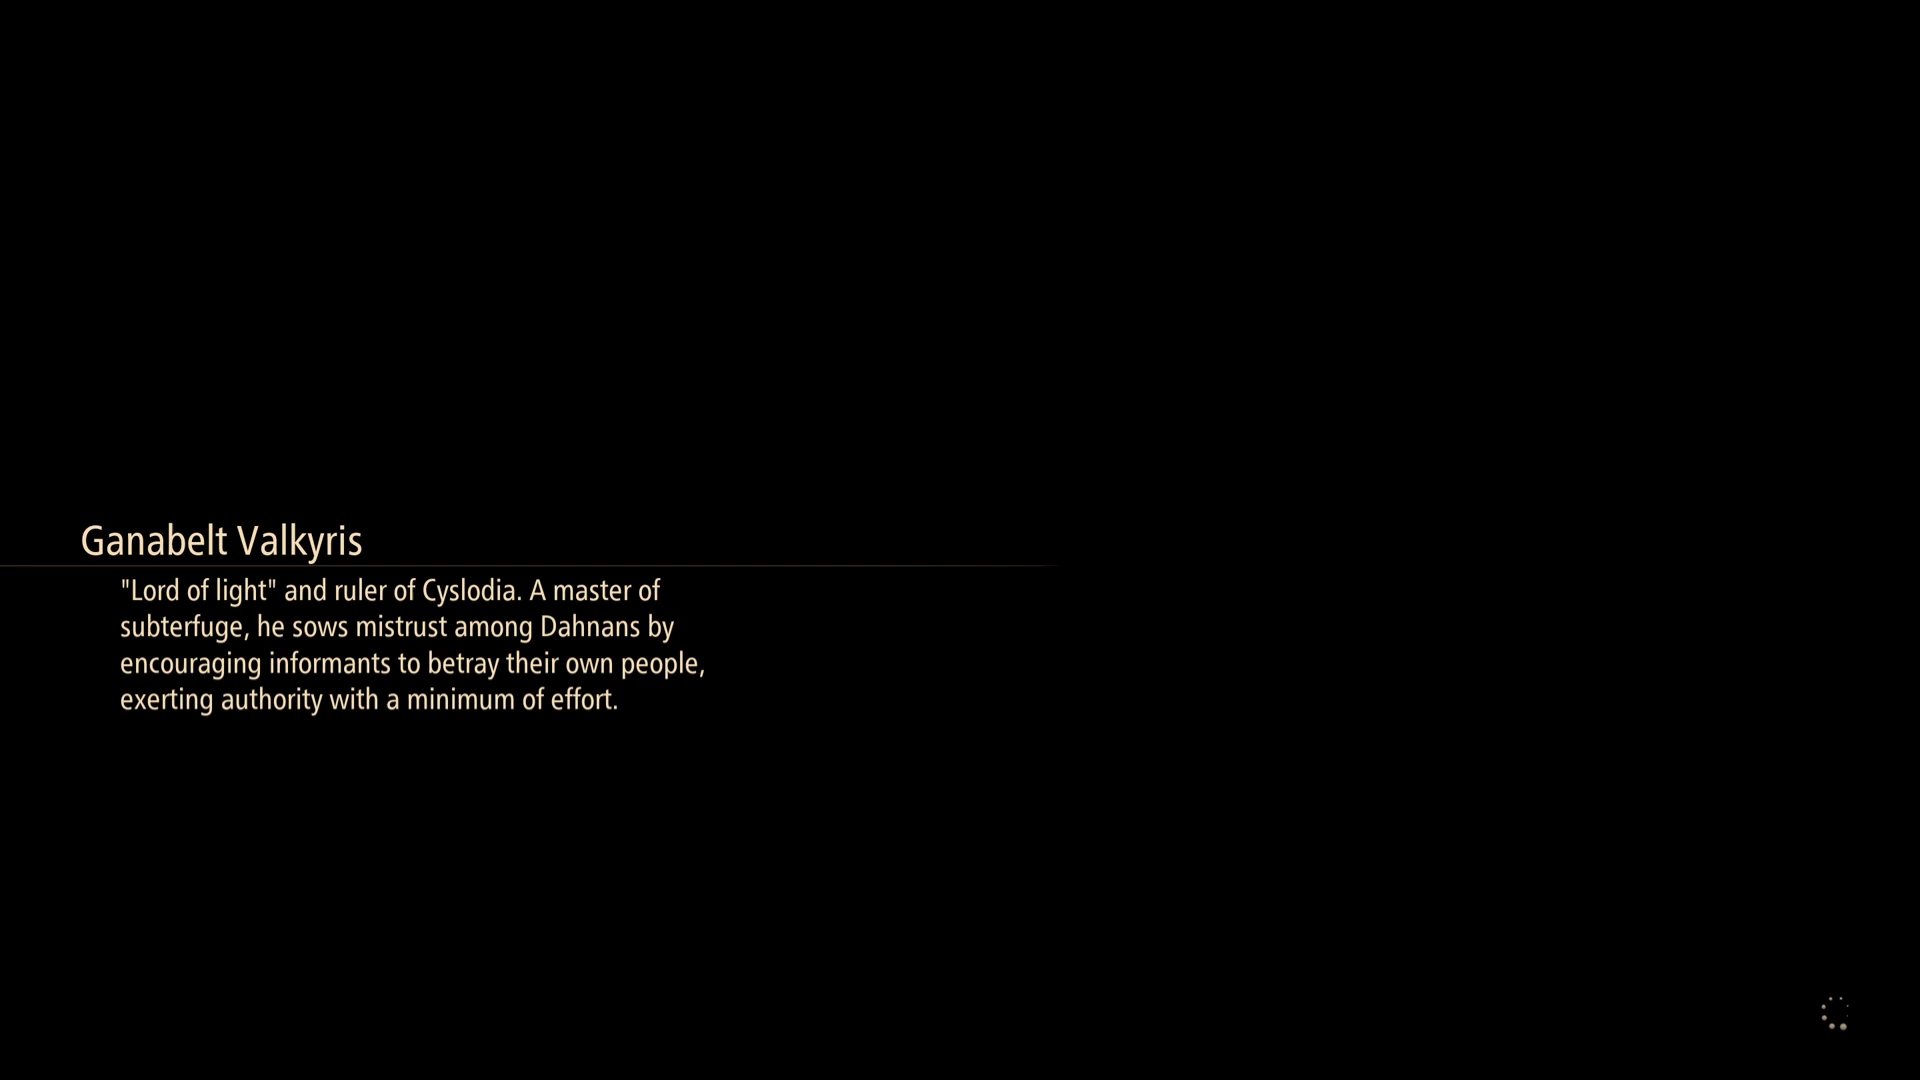 Ganabelt Valkyris
"Lord of light" and ruler of Cyslodia. A master of
subterfuge, he sows mistrust among Dahnans by
encouraging informants to betray their own people,
exerting authority with a minimum of effort.